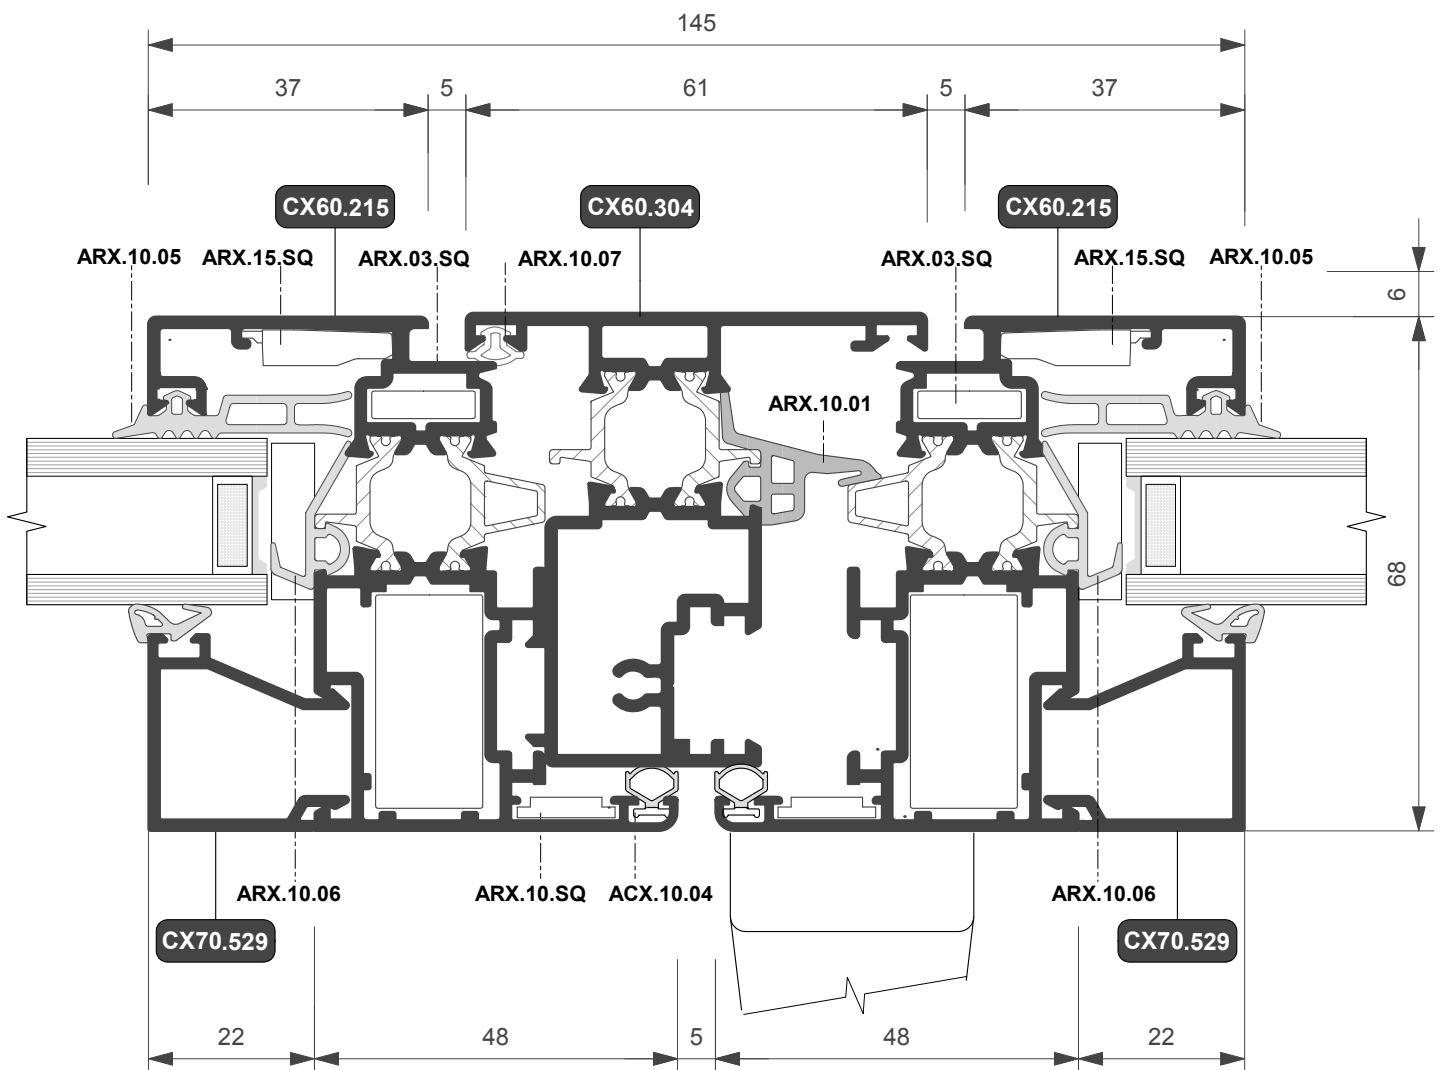 145
37 5 61 5 37
CX60.215 CX60.304 CX60.215
ARX.10.05 ARX.15.SQ ARX.03.SQ ARX.10.07 ARX.03.SQ ARX.15.SQ ARX.10.05
6
ARX.10.01
68
ARX.10.06 ARX.10.SQ ACX.10.04 ARX.10.06
CX70.529 CX70.529
22 48 5 48 22